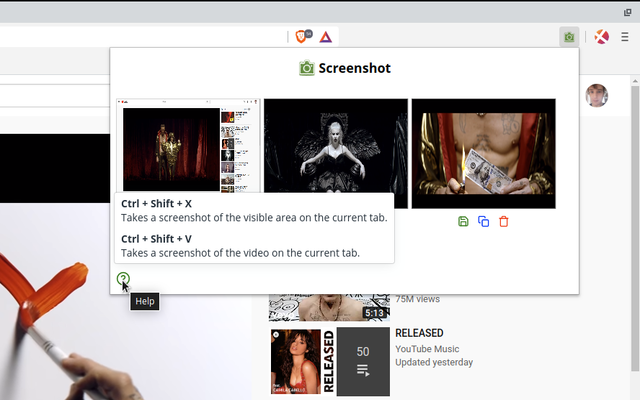 Screenshot
Ctrl + Shift + X
Takes a screenshot of the visible area on the current tab.
Ctrl + Shift + V
Takes a screenshot of the video on the current tab.
Help
75M views
5:13
RELEASED
50
RELEASED
YouTube Music
Updated yesterday